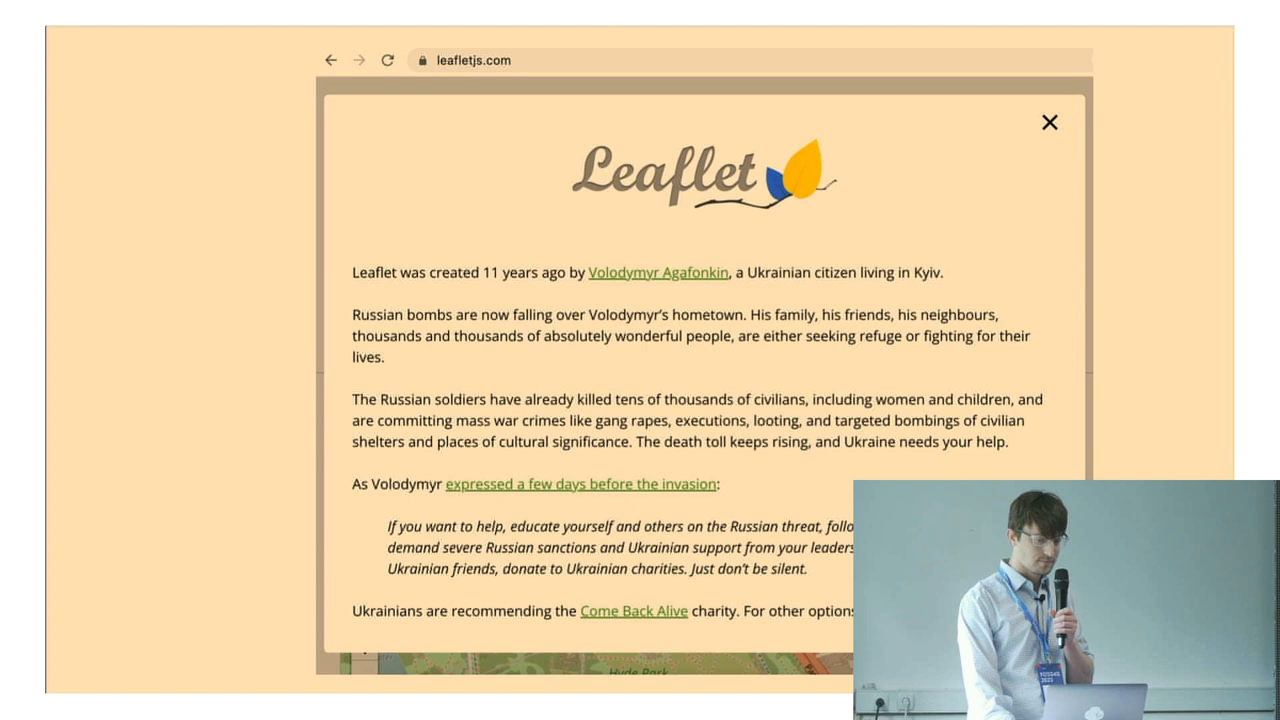 leafletjs.com
Leaflet
Leaflet was created 11 years ago by Volodymyr Agafonkin, a Ukrainian citizen living in Kyiv.
Russian bombs are now falling over Volodymyr’s hometown. His family, his friends, his neighbours,
thousands and thousands of absolutely wonderful people, are either seeking refuge or fighting for their
lives.
The Russian soldiers have already killed tens of thousands of civilians, including women and children, and
are committing mass war crimes like gang rapes, executions, looting, and targeted bombings of civilian
shelters and places of cultural significance. The death toll keeps rising, and Ukraine needs your help.
As Volodymyr expressed a few days before the invasion:
If you want to help, educate yourself and others on the Russian threat, follo
demand severe Russian sanctions and Ukrainian support from your leaders
Ukrainian friends, donate to Ukrainian charities. Just don’t be silent.
Ukrainians are recommending the Come Back Alive charity. For other options
Hyde Park